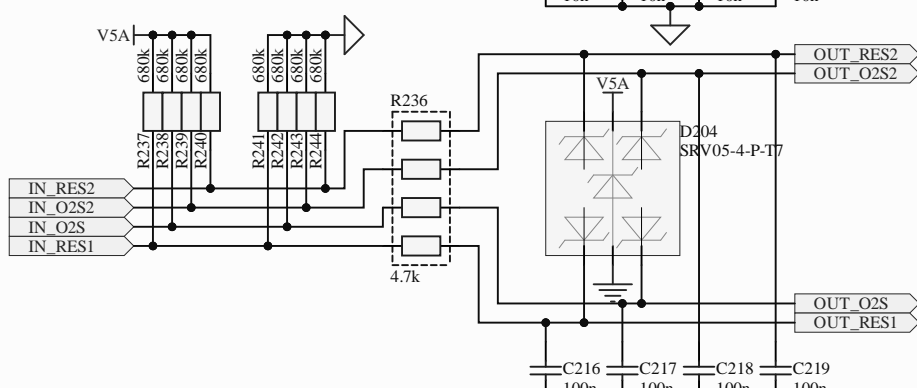 10n
10n
10n
10n
V5A
680k
680k
680k
680k
680k
680k
680k
680k
R237
R238
R239
R240
R241
R242
R243
R244
R236
4.7k
IN_RES2
IN_O2S2
IN_O2S
IN_RES1
V5A
D204
SRV05-4-P-T7
OUT_RES2
OUT_O2S2
OUT_O2S
OUT_RES1
C216
100n
C217
100n
C218
100n
C219
100n